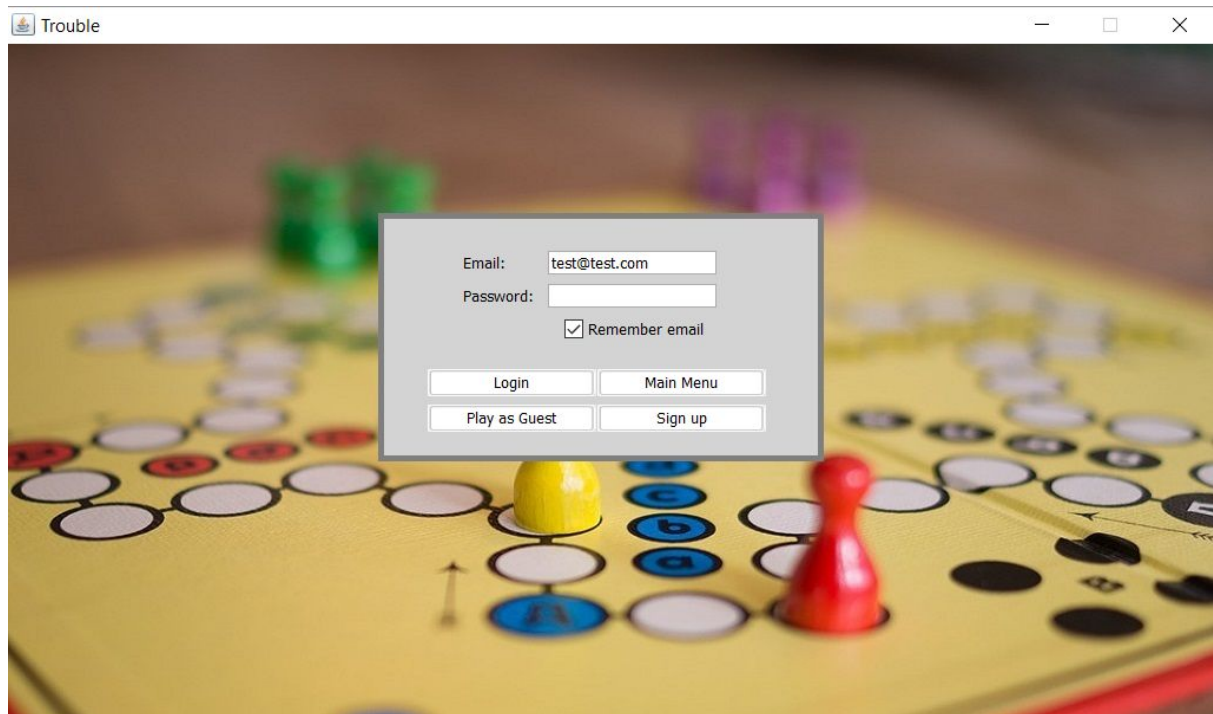 Trouble
Email: test@test.com
Password:
Remember email
Login Main Menu
Play as Guest Sign up
c
b
a